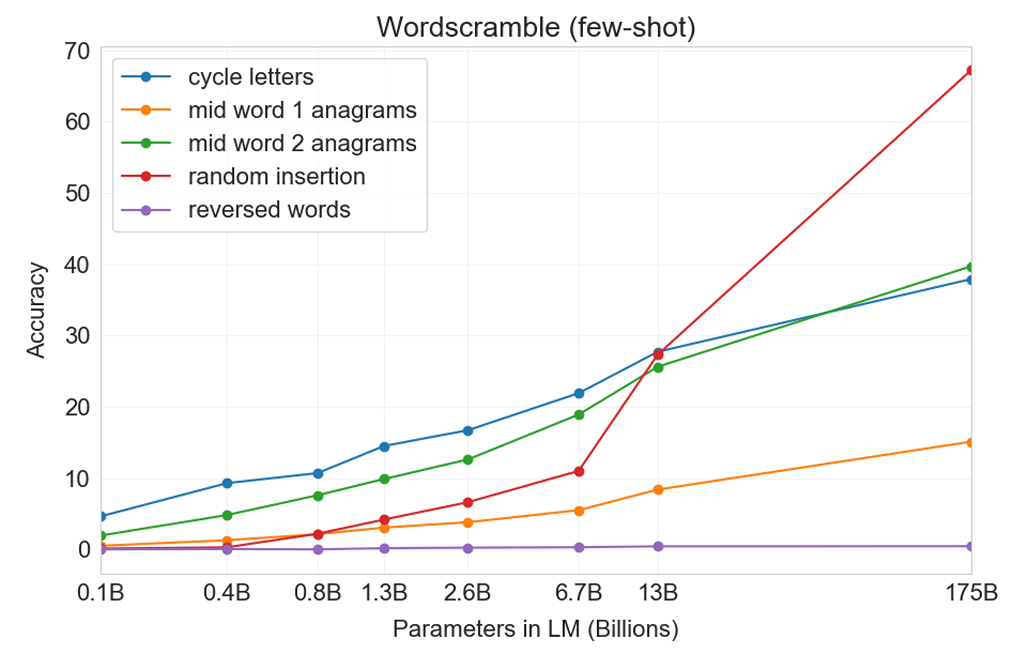 Wordscramble (few-shot)
70
60
50
40
30
20
10
0
Accuracy
cycle letters
mid word 1 anagrams
mid word 2 anagrams
random insertion
reversed words
0.1B 0.4B 0.8B 1.3B 2.6B 6.7B 13B 175B
Parameters in LM (Billions)